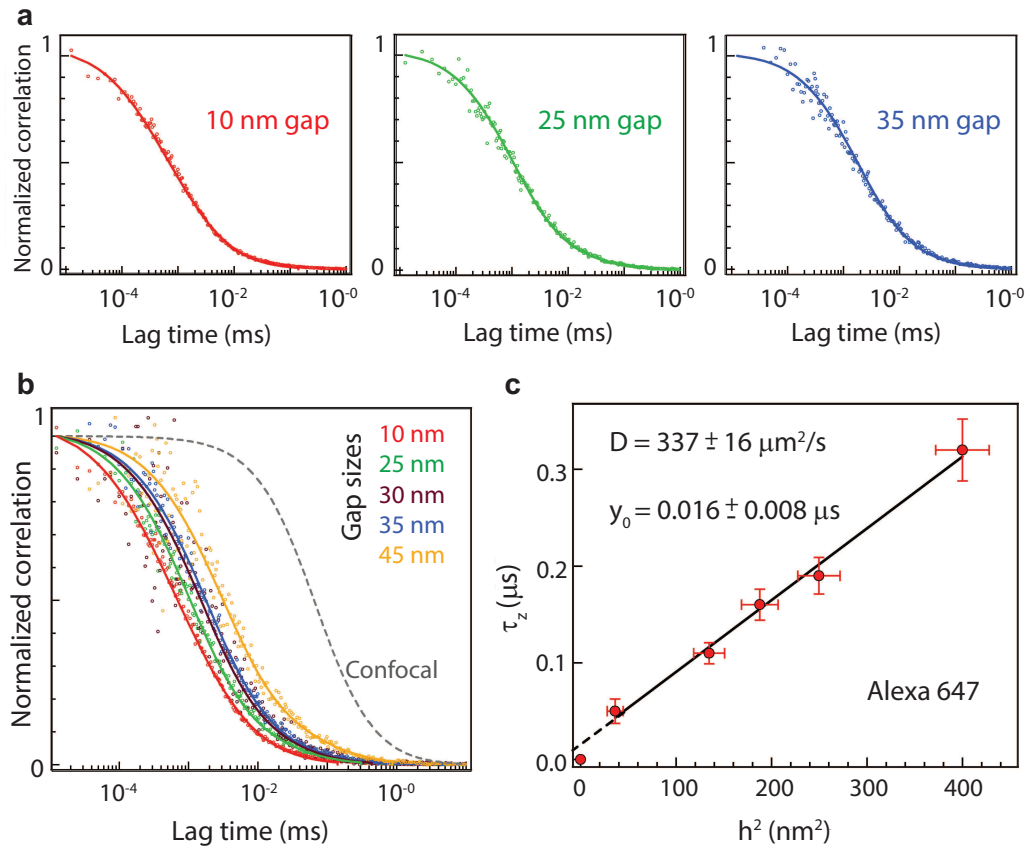 a
Normalized correlation
1
0
10 nm gap
10⁻⁴ 10⁻² 10⁻⁰
Lag time (ms)
1
0
25 nm gap
10⁻⁴ 10⁻² 10⁻⁰
Lag time (ms)
1
0
35 nm gap
10⁻⁴ 10⁻² 10⁻⁰
Lag time (ms)
b
Normalized correlation
1
0
Gap sizes
10 nm
25 nm
30 nm
35 nm
45 nm
Confocal
10⁻⁴ 10⁻² 10⁻⁰
Lag time (ms)
c
D = 337 ± 16 μm²/s
y₀ = 0.016 ± 0.008 μs
τ_z (μs)
0.3
0.2
0.1
0.0
Alexa 647
0 100 200 300 400
h² (nm²)